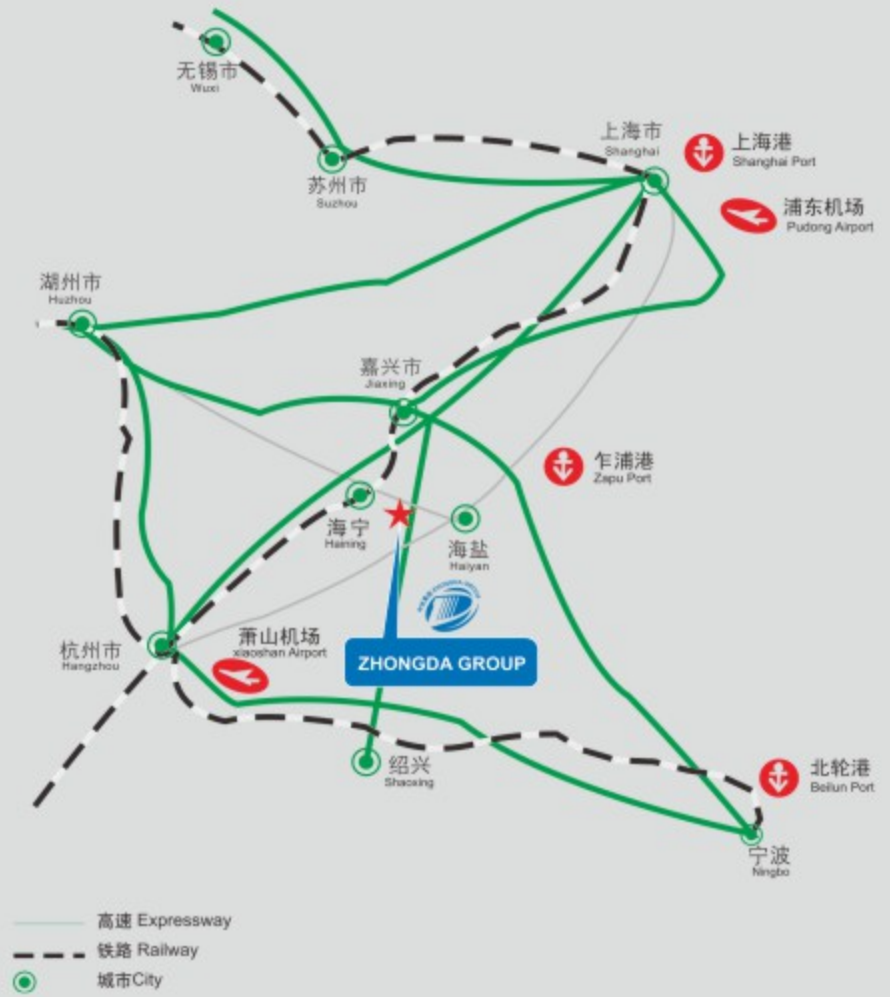 无锡市
Wuxi
上海市
Shanghai
上海港
Shanghai Port
苏州市
Suzhou
浦东机场
Pudong Airport
湖州市
Huzhou
嘉兴市
Jiaxing
乍浦港
Zapu Port
海宁
Haining
海盐
Haiyan
杭州市
Hangzhou
萧山机场
xiaoshan Airport
ZHONGDA GROUP
绍兴
Shaoxing
北轮港
Beilun Port
宁波
Ningbo
高速 Expressway
铁路 Railway
城市City